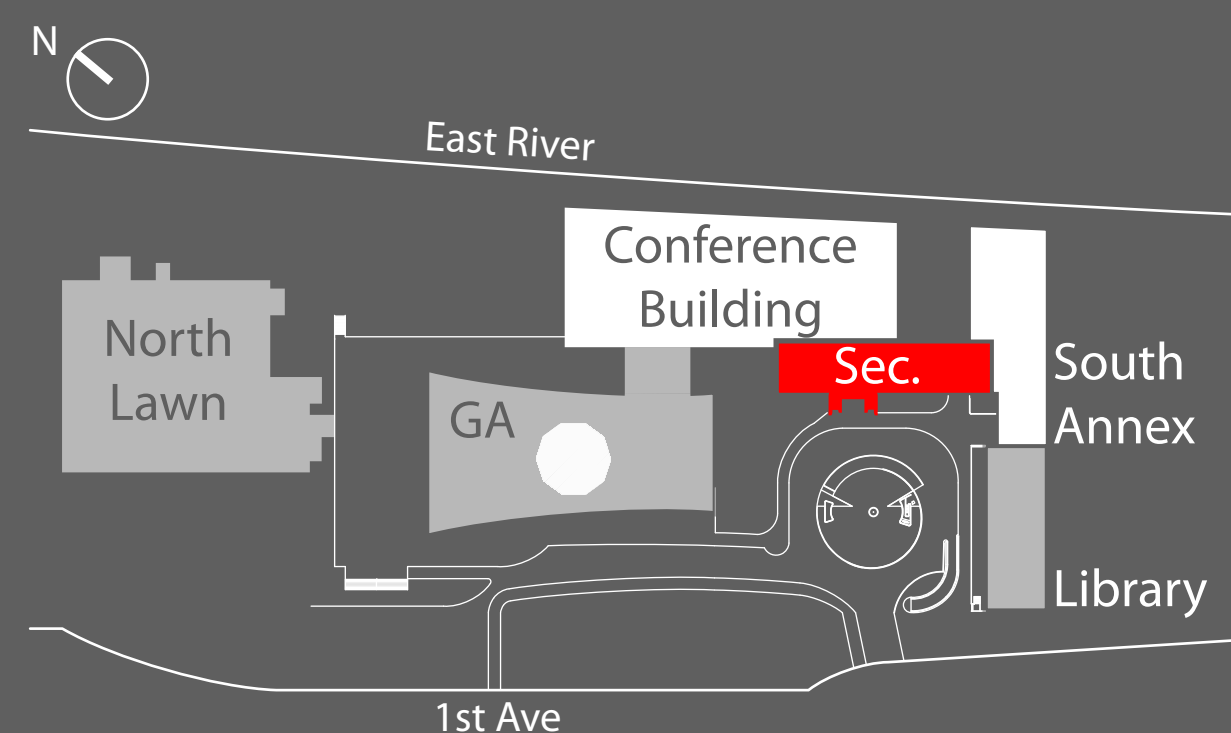 N
East River
Conference
Building
North
Lawn
GA
Sec.
South
Annex
Library
1st Ave